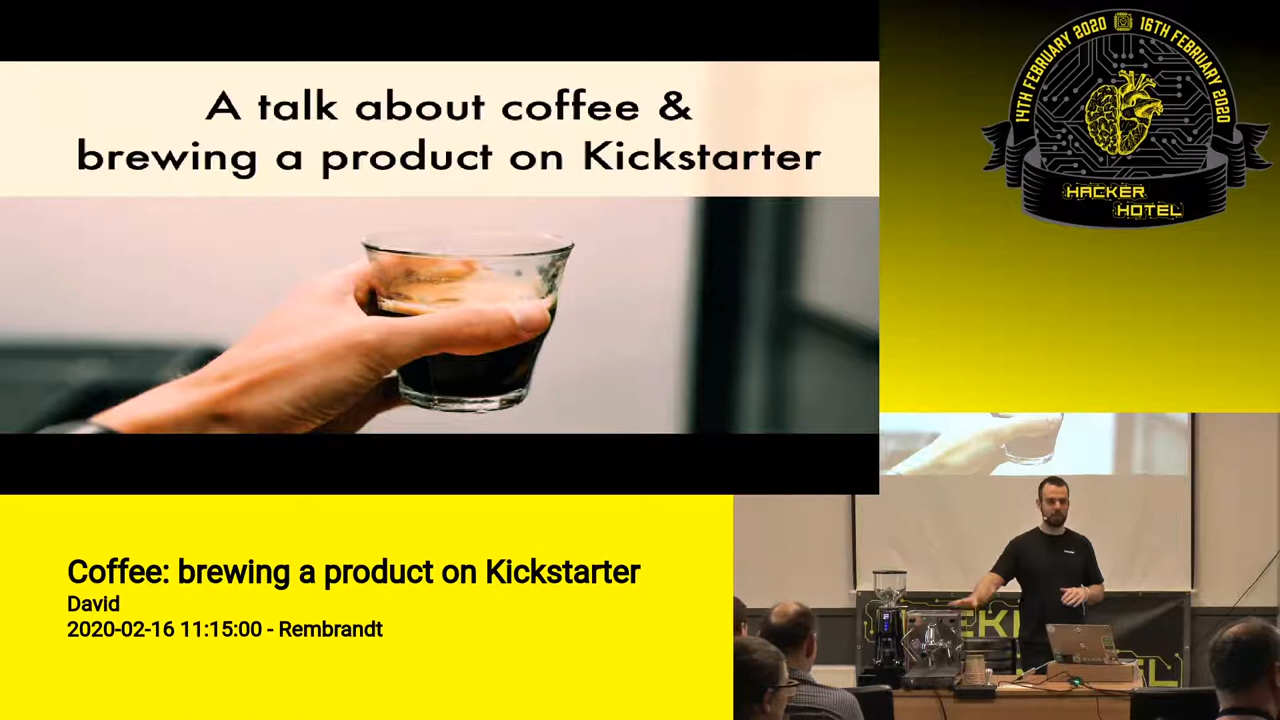 A talk about coffee &
brewing a product on Kickstarter
14TH FEBRUARY 2020
16TH FEBRUARY 2020
HACKER
HOTEL
Coffee: brewing a product on Kickstarter
David
2020-02-16 11:15:00 - Rembrandt